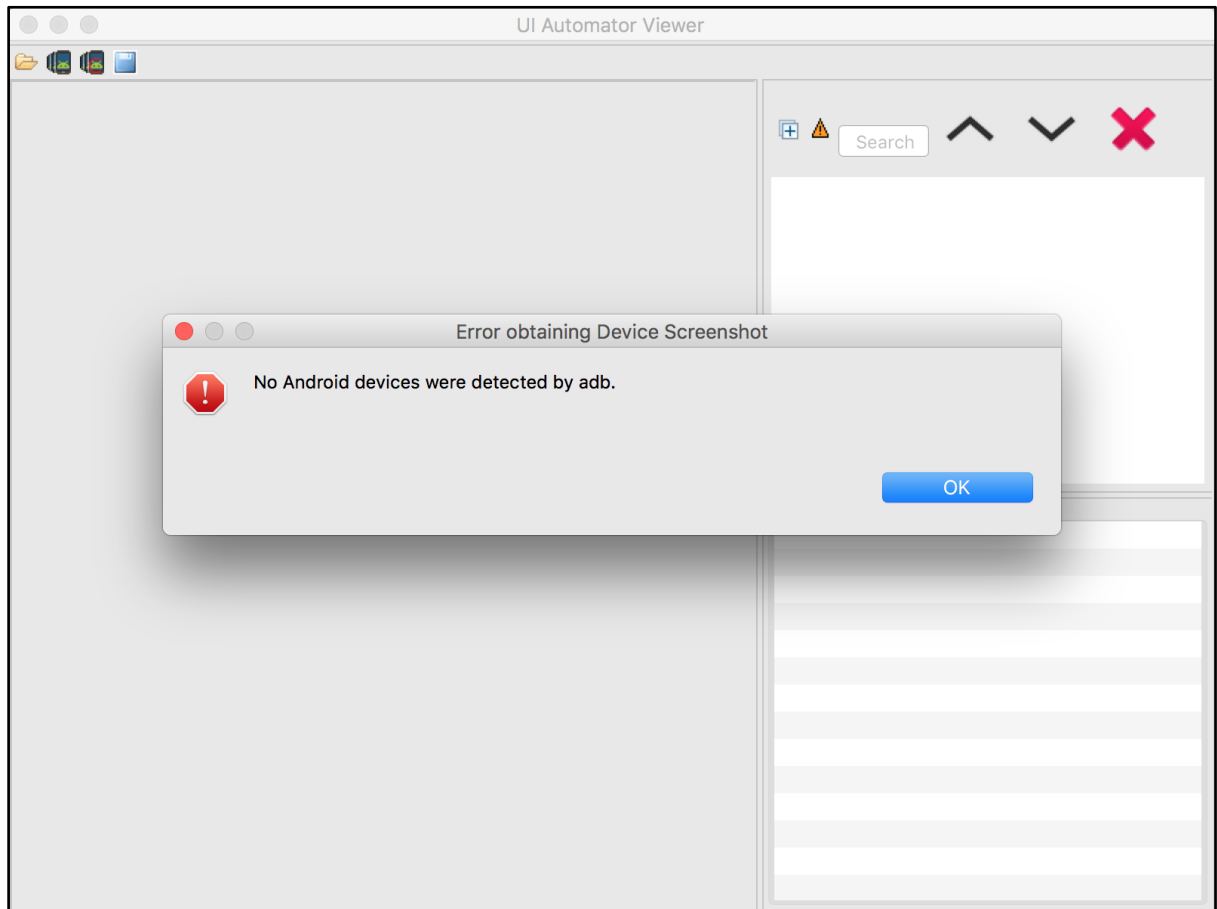 UI Automator Viewer
Search
Error obtaining Device Screenshot
No Android devices were detected by adb.
OK